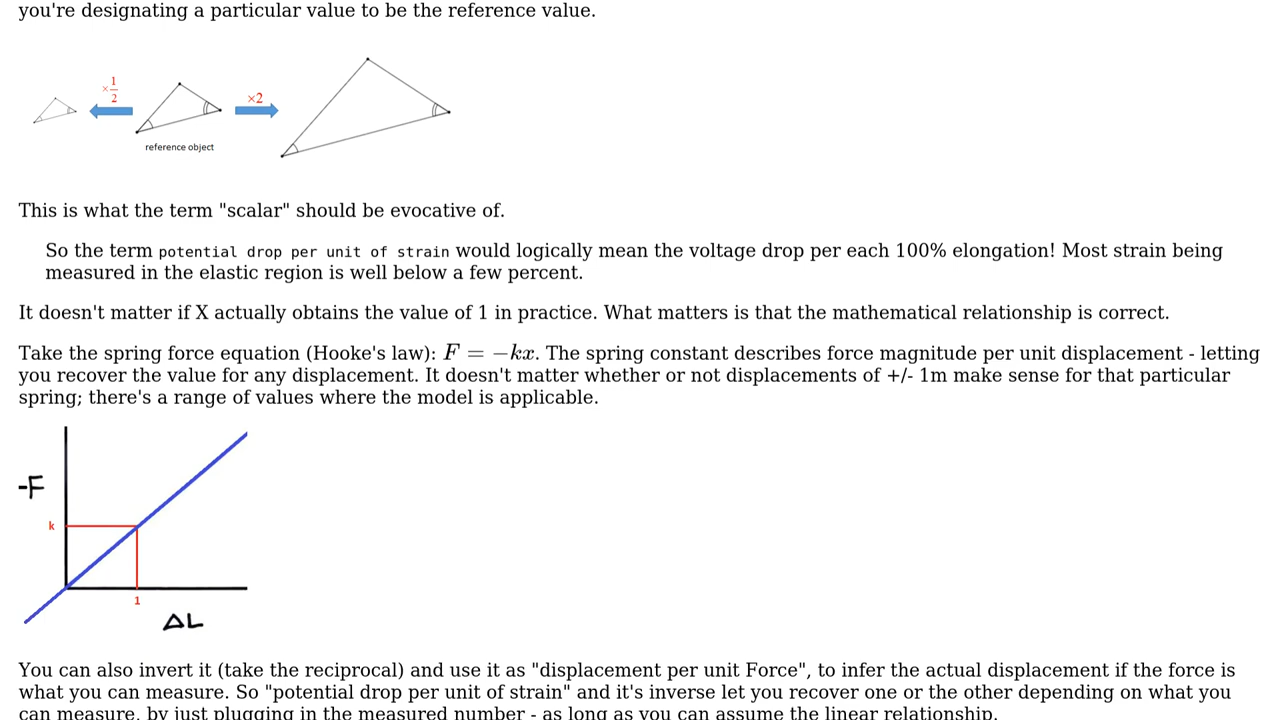 you're designating a particular value to be the reference value.
×1/2
×2
reference object
This is what the term "scalar" should be evocative of.
So the term potential drop per unit of strain would logically mean the voltage drop per each 100% elongation! Most strain being
measured in the elastic region is well below a few percent.
It doesn't matter if X actually obtains the value of 1 in practice. What matters is that the mathematical relationship is correct.
Take the spring force equation (Hooke's law): F = −kx. The spring constant describes force magnitude per unit displacement - letting
you recover the value for any displacement. It doesn't matter whether or not displacements of +/- 1m make sense for that particular
spring; there's a range of values where the model is applicable.
-F
k
1
ΔL
You can also invert it (take the reciprocal) and use it as "displacement per unit Force", to infer the actual displacement if the force is
what you can measure. So "potential drop per unit of strain" and it's inverse let you recover one or the other depending on what you
can measure, by just plugging in the measured number - as long as you can assume the linear relationship.